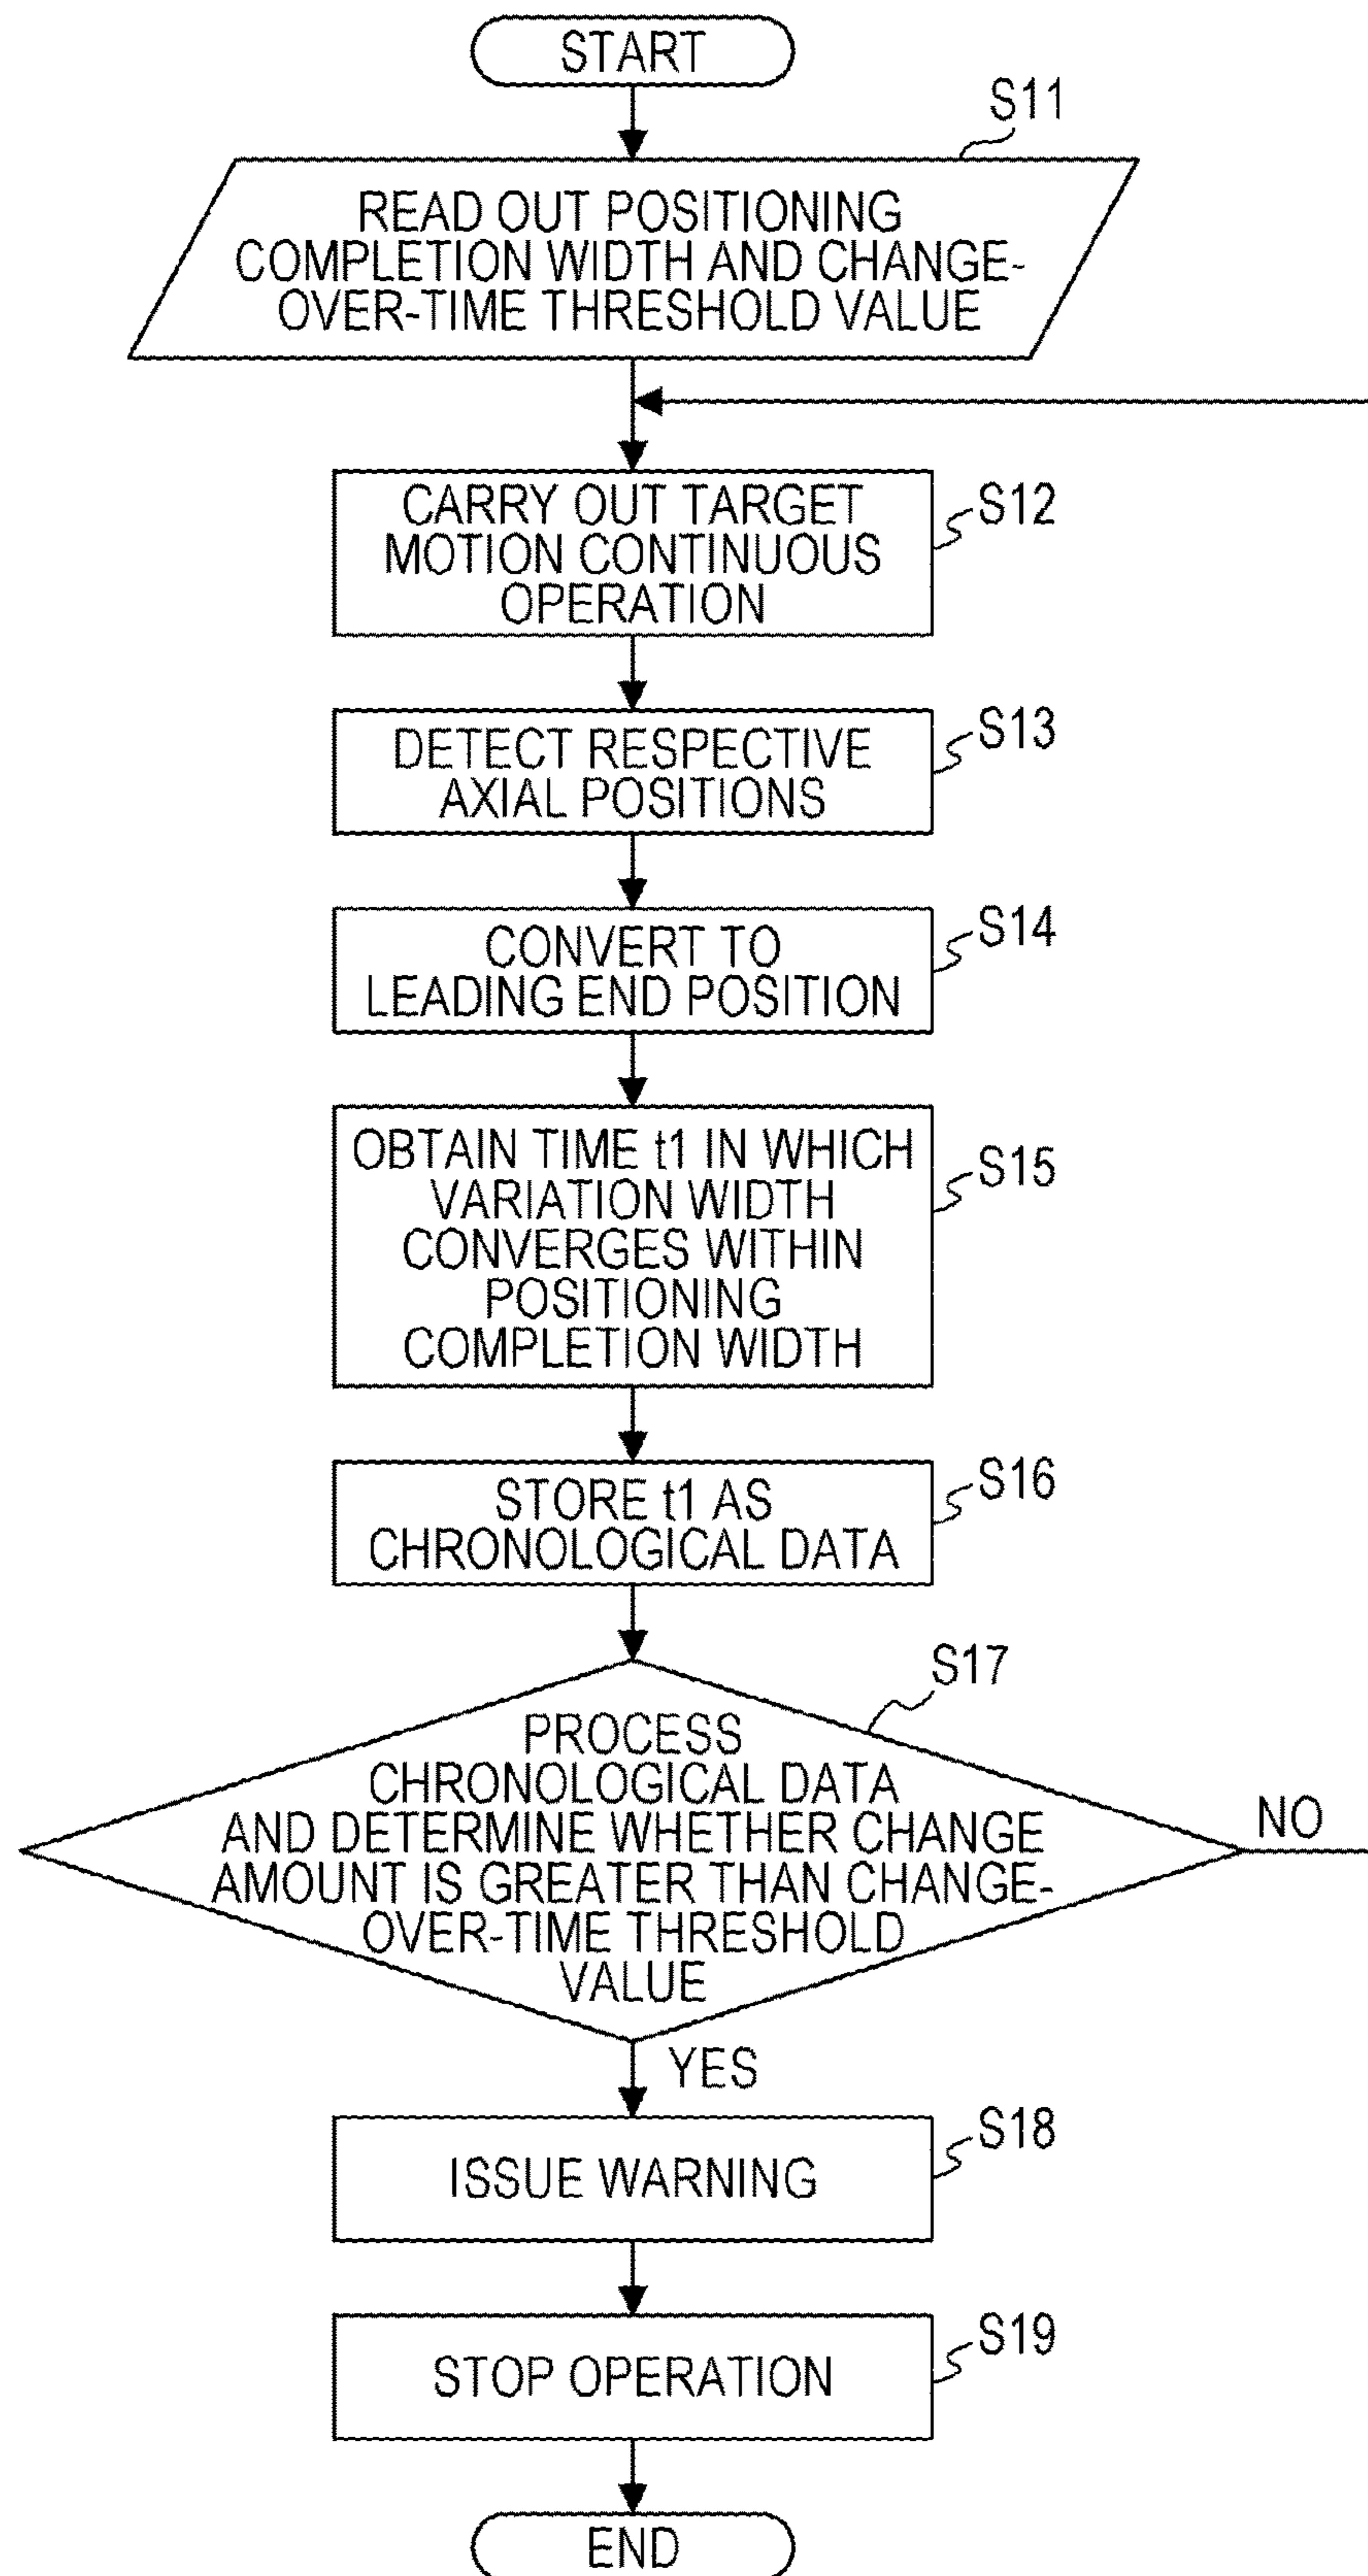 START
S11
READ OUT POSITIONING
COMPLETION WIDTH AND CHANGE-
OVER-TIME THRESHOLD VALUE
CARRY OUT TARGET
MOTION CONTINUOUS
OPERATION
S12
DETECT RESPECTIVE
AXIAL POSITIONS
S13
CONVERT TO
LEADING END POSITION
S14
OBTAIN TIME t1 IN WHICH
VARIATION WIDTH
CONVERGES WITHIN
POSITIONING
COMPLETION WIDTH
S15
STORE t1 AS
CHRONOLOGICAL DATA
S16
S17
PROCESS
CHRONOLOGICAL DATA
AND DETERMINE WHETHER CHANGE
AMOUNT IS GREATER THAN CHANGE-
OVER-TIME THRESHOLD
VALUE
NO
YES
ISSUE WARNING
S18
STOP OPERATION
S19
END